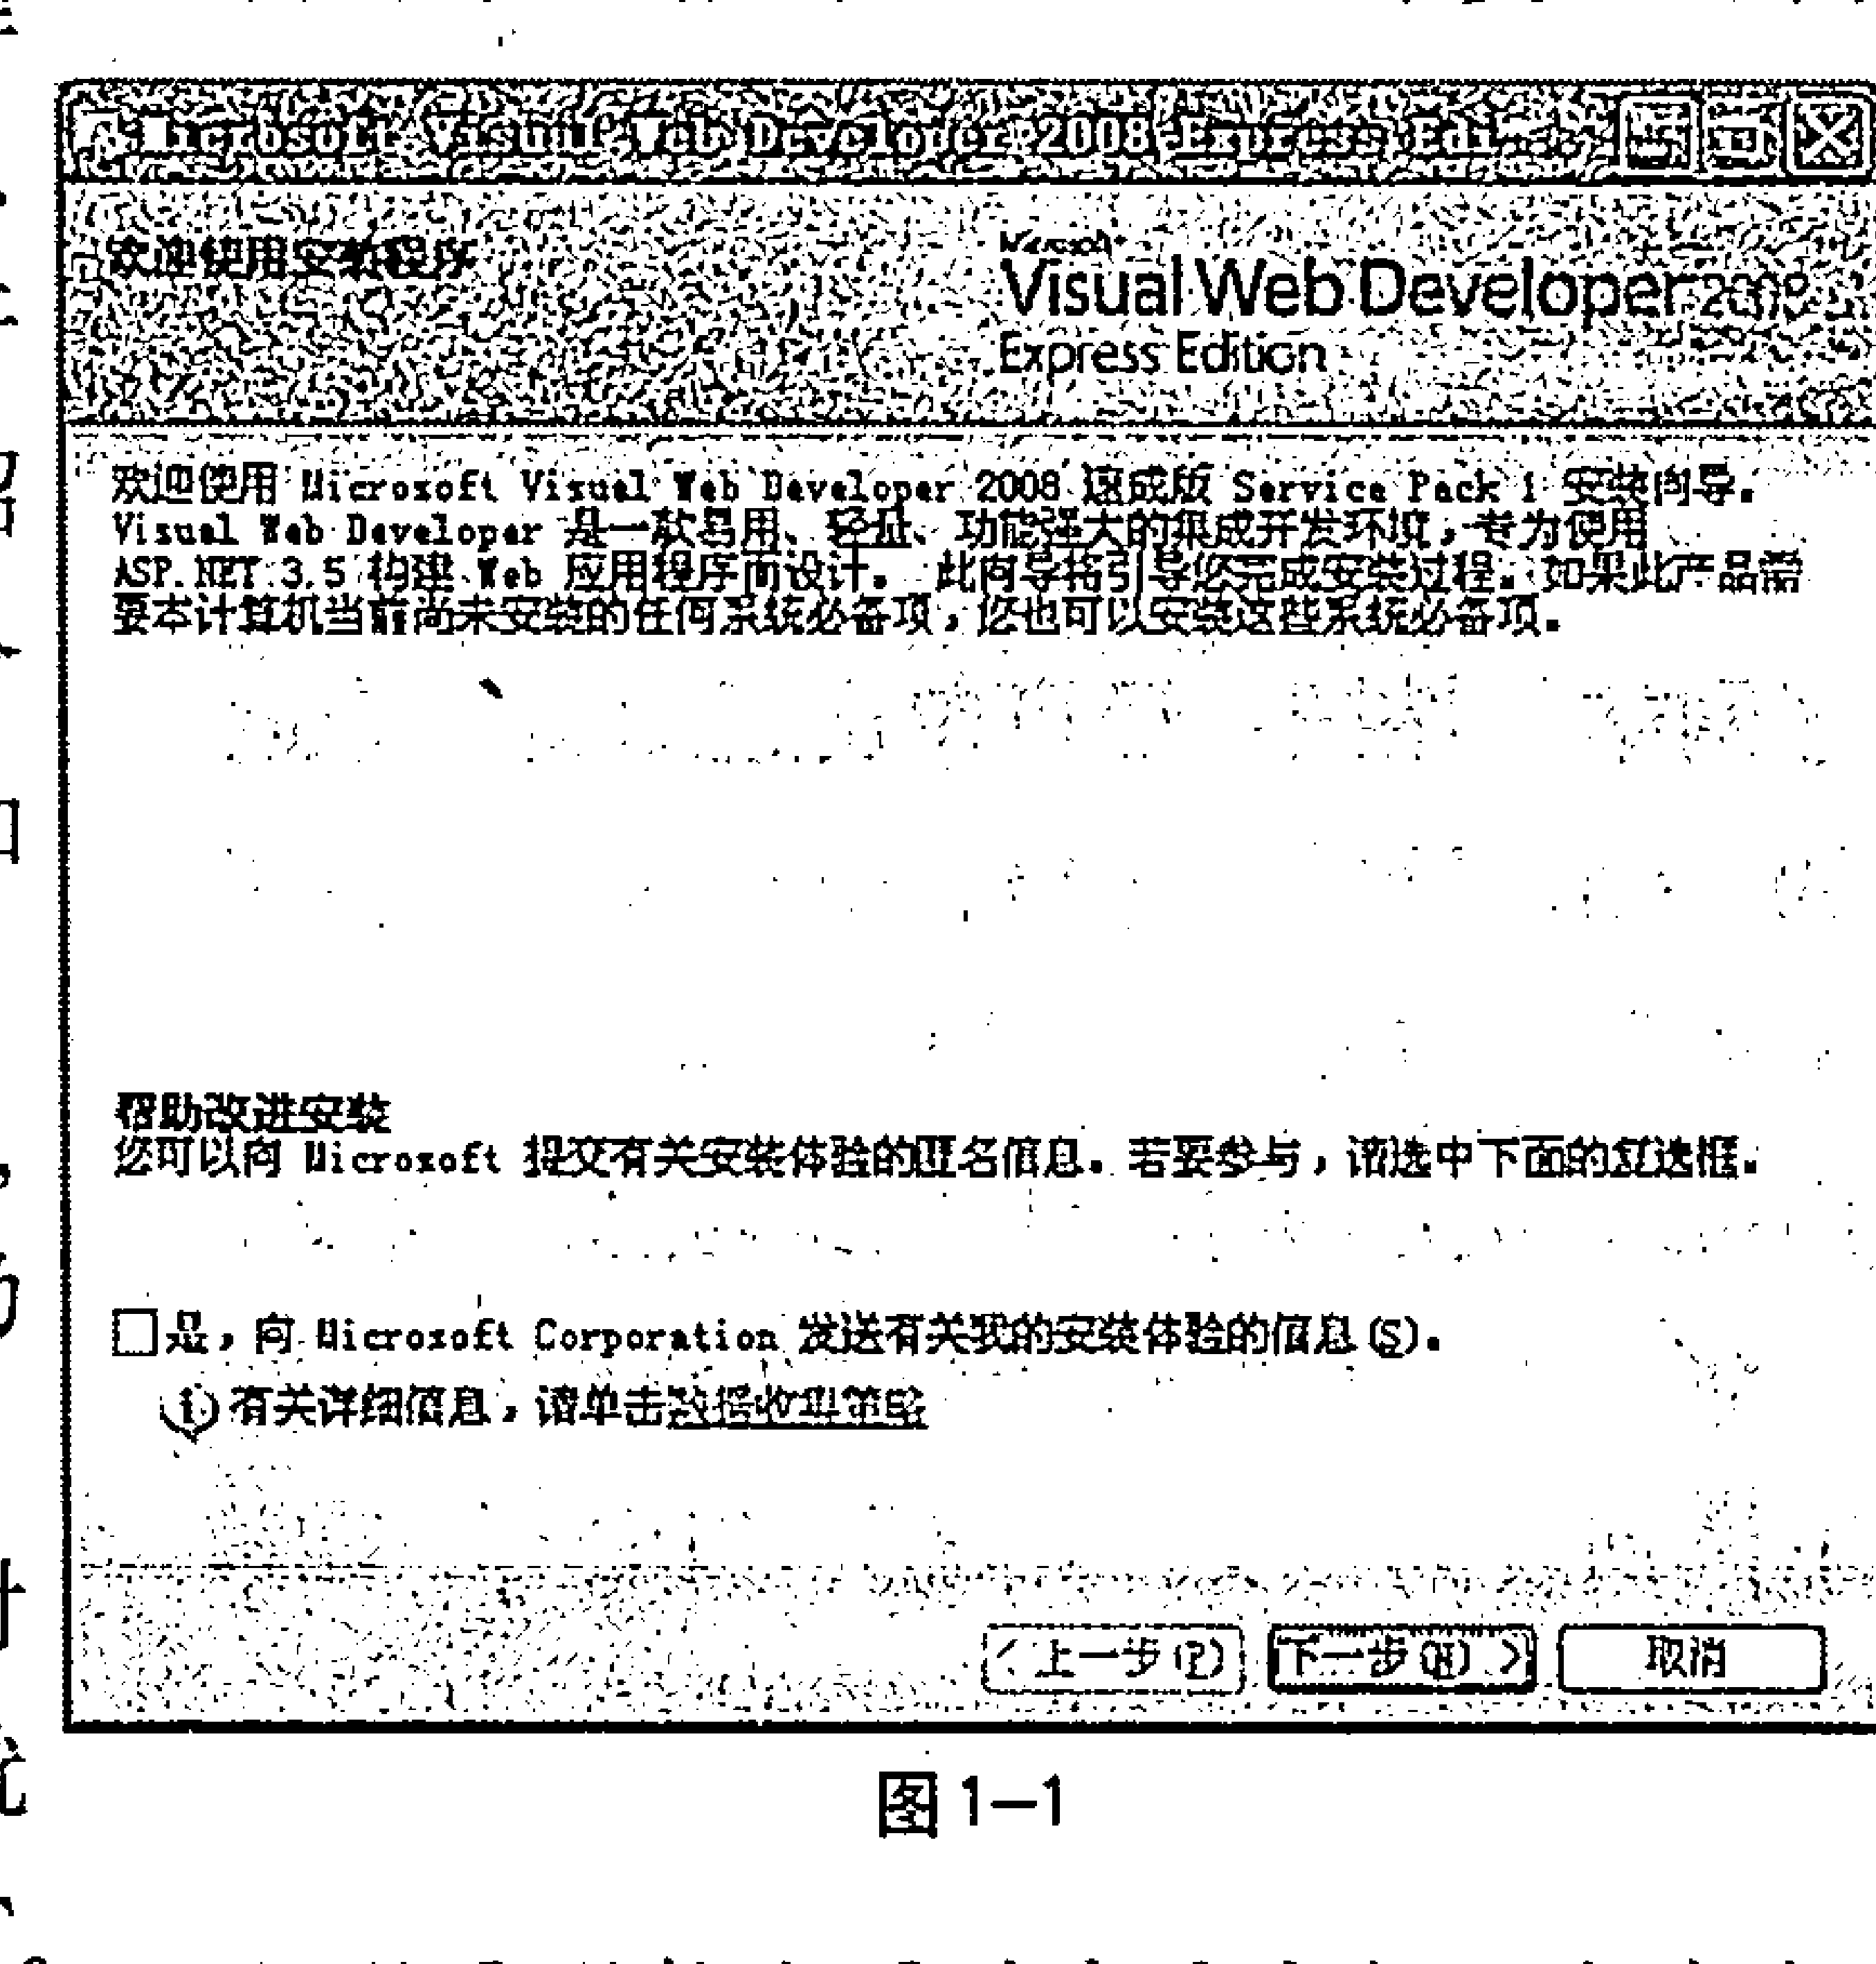 Microsoft Visual Web Developer 2008 Express Edi...
欢迎使用安装程序
Microsoft
Visual Web Developer 2008
Express Edition
欢迎使用 Microsoft Visual Web Developer 2008 速成版 Service Pack 1 安装向导。
Visual Web Developer 是一款易用、轻量、功能强大的集成开发环境，专为使用
ASP.NET 3.5 构建 Web 应用程序而设计。 此向导将引导您完成安装过程。如果此产品需
要本计算机当前尚未安装的任何系统必备项，您也可以安装这些系统必备项。
帮助改进安装
您可以向 Microsoft 提交有关安装体验的匿名信息。若要参与，请选中下面的复选框。
是，向 Microsoft Corporation 发送有关我的安装体验的信息(S)。
有关详细信息，请单击数据收集策略
< 上一步(P)
下一步(N) >
取消
图 1-1